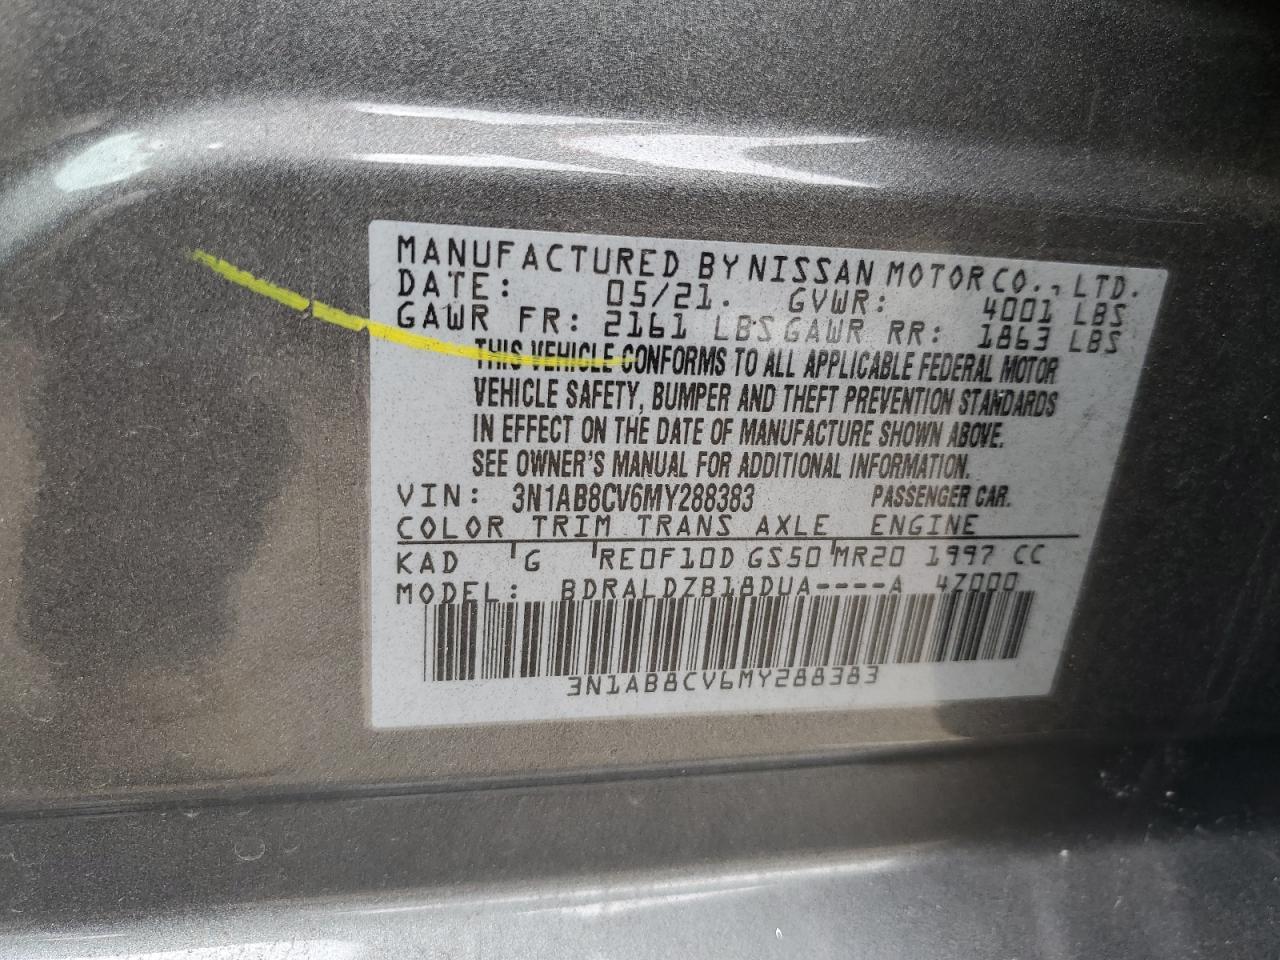 MANUFACTURED BY NISSAN MOTOR CO., LTD.
DATE: 05/21. GVWR: 4001 LBS
GAWR FR: 2161 LBS GAWR RR: 1863 LBS
THIS VEHICLE CONFORMS TO ALL APPLICABLE FEDERAL MOTOR
VEHICLE SAFETY, BUMPER AND THEFT PREVENTION STANDARDS
IN EFFECT ON THE DATE OF MANUFACTURE SHOWN ABOVE.
SEE OWNER'S MANUAL FOR ADDITIONAL INFORMATION.
VIN: 3N1AB8CV6MY288383 PASSENGER CAR.
COLOR TRIM TRANS AXLE ENGINE
KAD G RE0F10D GS50 MR20 1997 CC
MODEL: BDRALDZB18DUA----A 4Z000
3N1AB8CV6MY288383